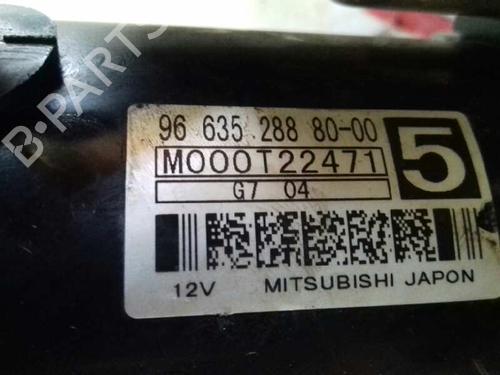 B-PARTS
96 635 288 80-00
M000T22471
5
G7 04
12V MITSUBISHI JAPON